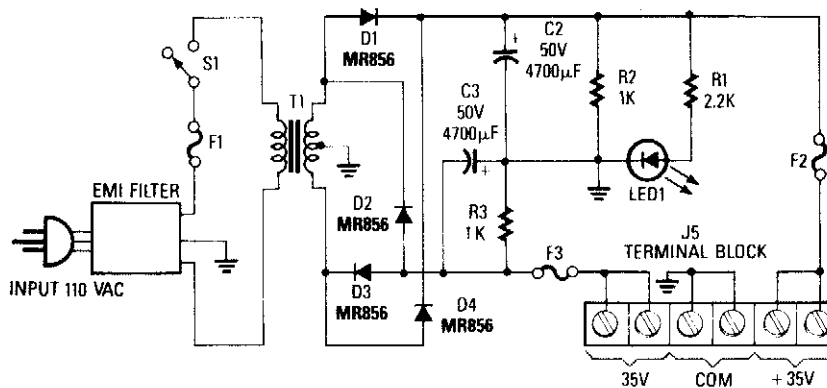 S1
F1
EMI FILTER
INPUT 110 VAC
T1
D1
MR856
C2
50V
4700µF
C3
50V
4700µF
+
+
R2
1K
R1
2.2K
LED1
F2
D2
MR856
R3
1K
D3
MR856
D4
MR856
F3
J5
TERMINAL BLOCK
35V
COM
+ 35V